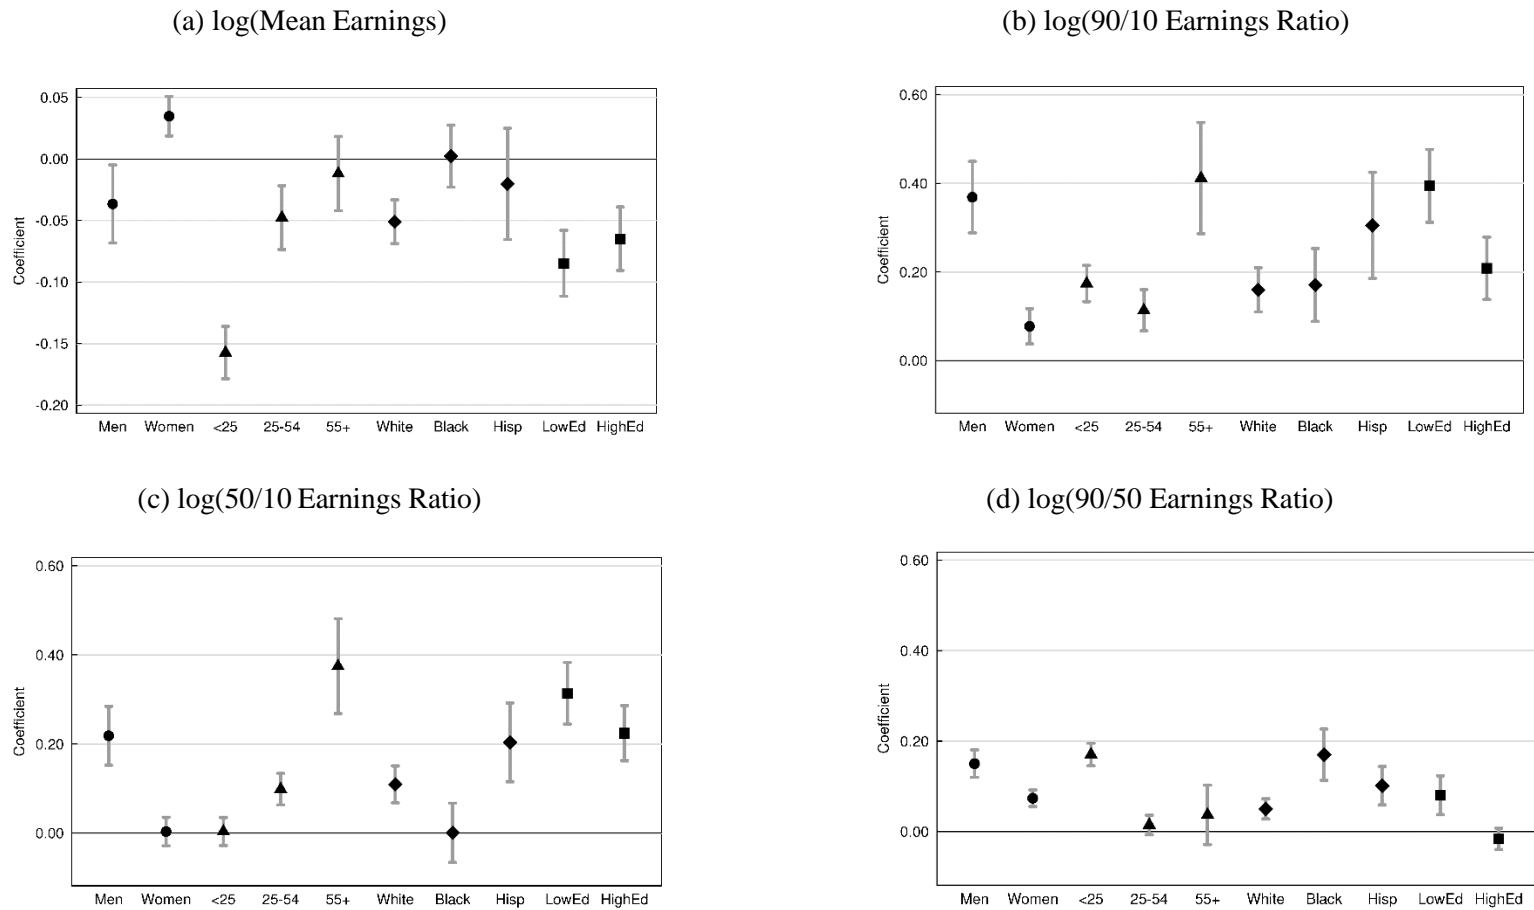 (a) log(Mean Earnings)
0.05
0.00
-0.05
-0.10
-0.15
-0.20
Coefficient
Men Women <25 25-54 55+ White Black Hisp LowEd HighEd
(b) log(90/10 Earnings Ratio)
0.60
0.40
0.20
0.00
Coefficient
Men Women <25 25-54 55+ White Black Hisp LowEd HighEd
(c) log(50/10 Earnings Ratio)
0.60
0.40
0.20
0.00
Coefficient
Men Women <25 25-54 55+ White Black Hisp LowEd HighEd
(d) log(90/50 Earnings Ratio)
0.60
0.40
0.20
0.00
Coefficient
Men Women <25 25-54 55+ White Black Hisp LowEd HighEd